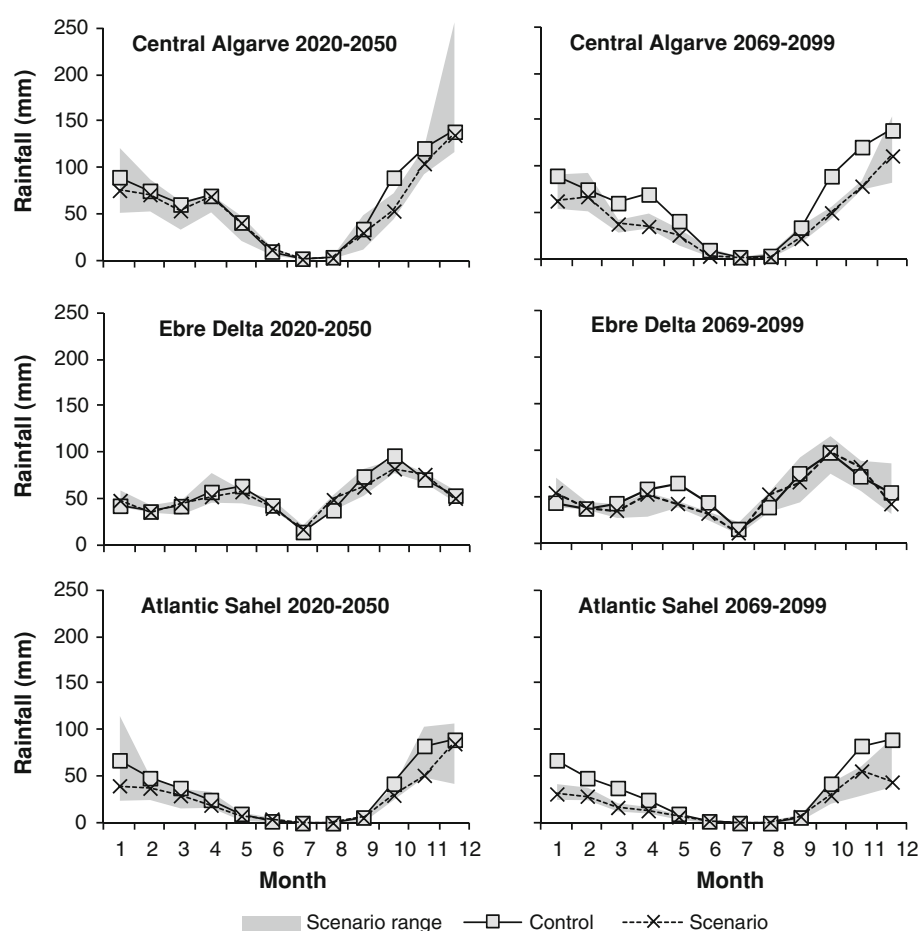 Central Algarve 2020-2050
Central Algarve 2069-2099
Rainfall (mm)
250
200
150
100
50
0
Ebre Delta 2020-2050
Ebre Delta 2069-2099
Rainfall (mm)
250
200
150
100
50
0
Atlantic Sahel 2020-2050
Atlantic Sahel 2069-2099
Rainfall (mm)
250
200
150
100
50
0
1 2 3 4 5 6 7 8 9 10 11 12
1 2 3 4 5 6 7 8 9 10 11 12
Month
Month
Scenario range Control Scenario